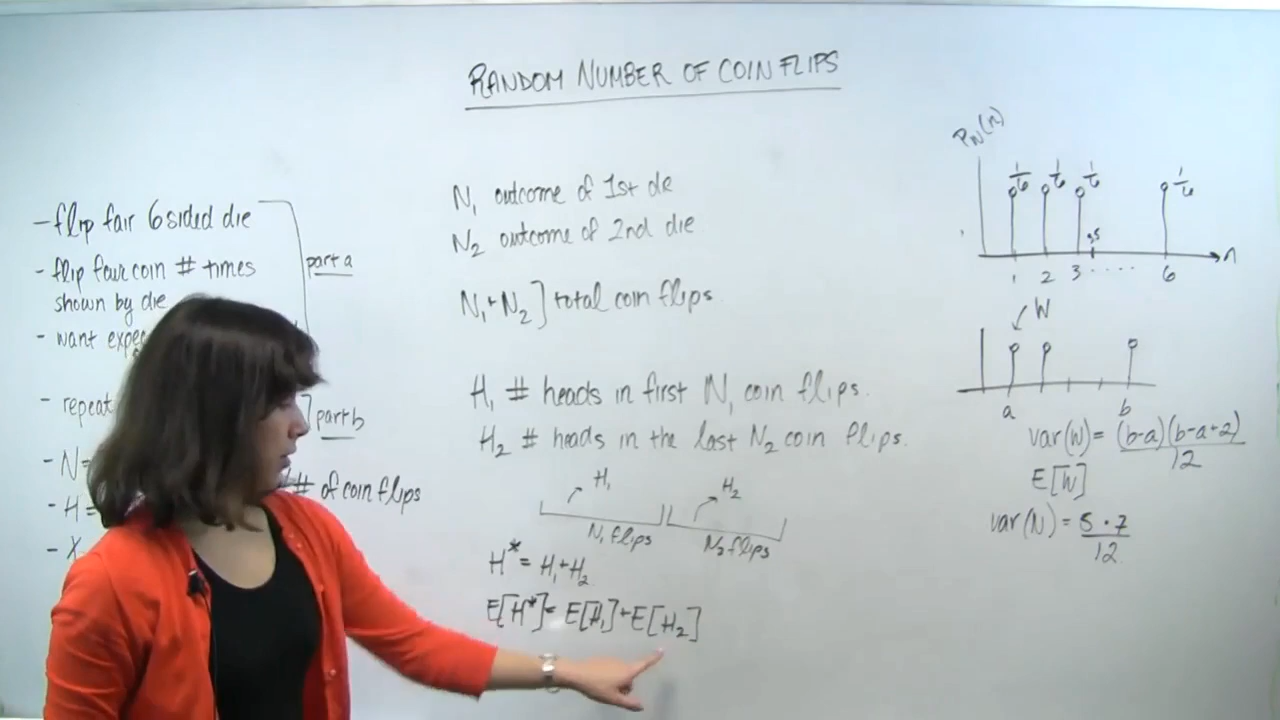 RANDOM NUMBER OF COIN FLIPS
- flip fair 6 sided die
- flip fair coin # times
shown by die
- want
part a
- repeat
part b
- N=
# of coin flips
- H=
- X
N₁ outcome of 1st die
N₂ outcome of 2nd die
N₁+N₂] total coin flips
H₁ # heads in first N₁ coin flips.
H₂ # heads in the last N₂ coin flips.
H₁ H₂
N₁ flips N₂ flips
H* = H₁+H₂
E[H*]= E[H₁]+E[H₂]
P_N(n)
1/6 1/6 1/6 1/6
3.5
n
1 2 3 ..... 6
W
a b
var(W)= (b-a)(b-a+2)/12
E[W]
var(N) = 5·7/12